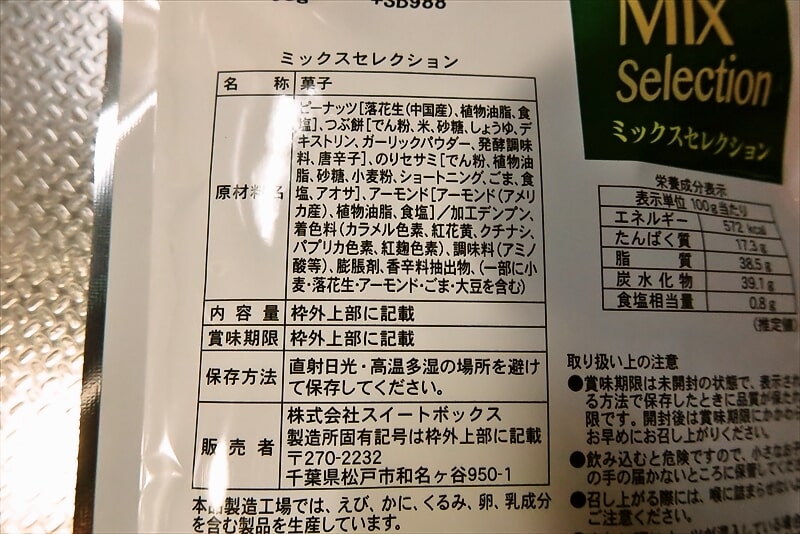 +SB988
ミックスセレクション
名 称 菓子
原材料名
ピーナッツ[落花生(中国産)、植物油脂、食
塩]、つぶ餅[でん粉、米、砂糖、しょうゆ、デ
キストリン、ガーリックパウダー、発酵調味
料、唐辛子]、のりセサミ[でん粉、植物油
脂、砂糖、小麦粉、ショートニング、ごま、食
塩、アオサ]、アーモンド[アーモンド(アメリ
カ産)、植物油脂、食塩]/加工デンプン、
着色料(カラメル色素、紅花黄、クチナシ、
パプリカ色素、紅麹色素)、調味料(アミノ
酸等)、膨脹剤、香辛料抽出物、(一部に小
麦・落花生・アーモンド・ごま・大豆を含む)
内 容 量 枠外上部に記載
賞味期限 枠外上部に記載
保存方法 直射日光・高温多湿の場所を避け
て保存してください。
販 売 者
株式会社スイートボックス
製造所固有記号は枠外上部に記載
〒270-2232
千葉県松戸市和名ヶ谷950-1
本品製造工場では、えび、かに、くるみ、卵、乳成分
を含む製品を生産しています。
MIX
Selection
ミックスセレクション
栄養成分表示
表示単位 100g当たり
エネルギー 572 kcal
たんぱく質 17.3 g
脂 質 38.5 g
炭水化物 39.1 g
食塩相当量 0.8 g
(推定値)
取り扱い上の注意
●賞味期限は未開封の状態で、表示され
る方法で保存したときに品質が保たれ
限です。開封後は賞味期限にかかわら
お早めにお召し上がりください。
●飲み込むと危険ですので、小さなお子
の手の届かないところに保管してくださ
●召し上がる際には、喉に詰まらせないよ
ご注意ください。